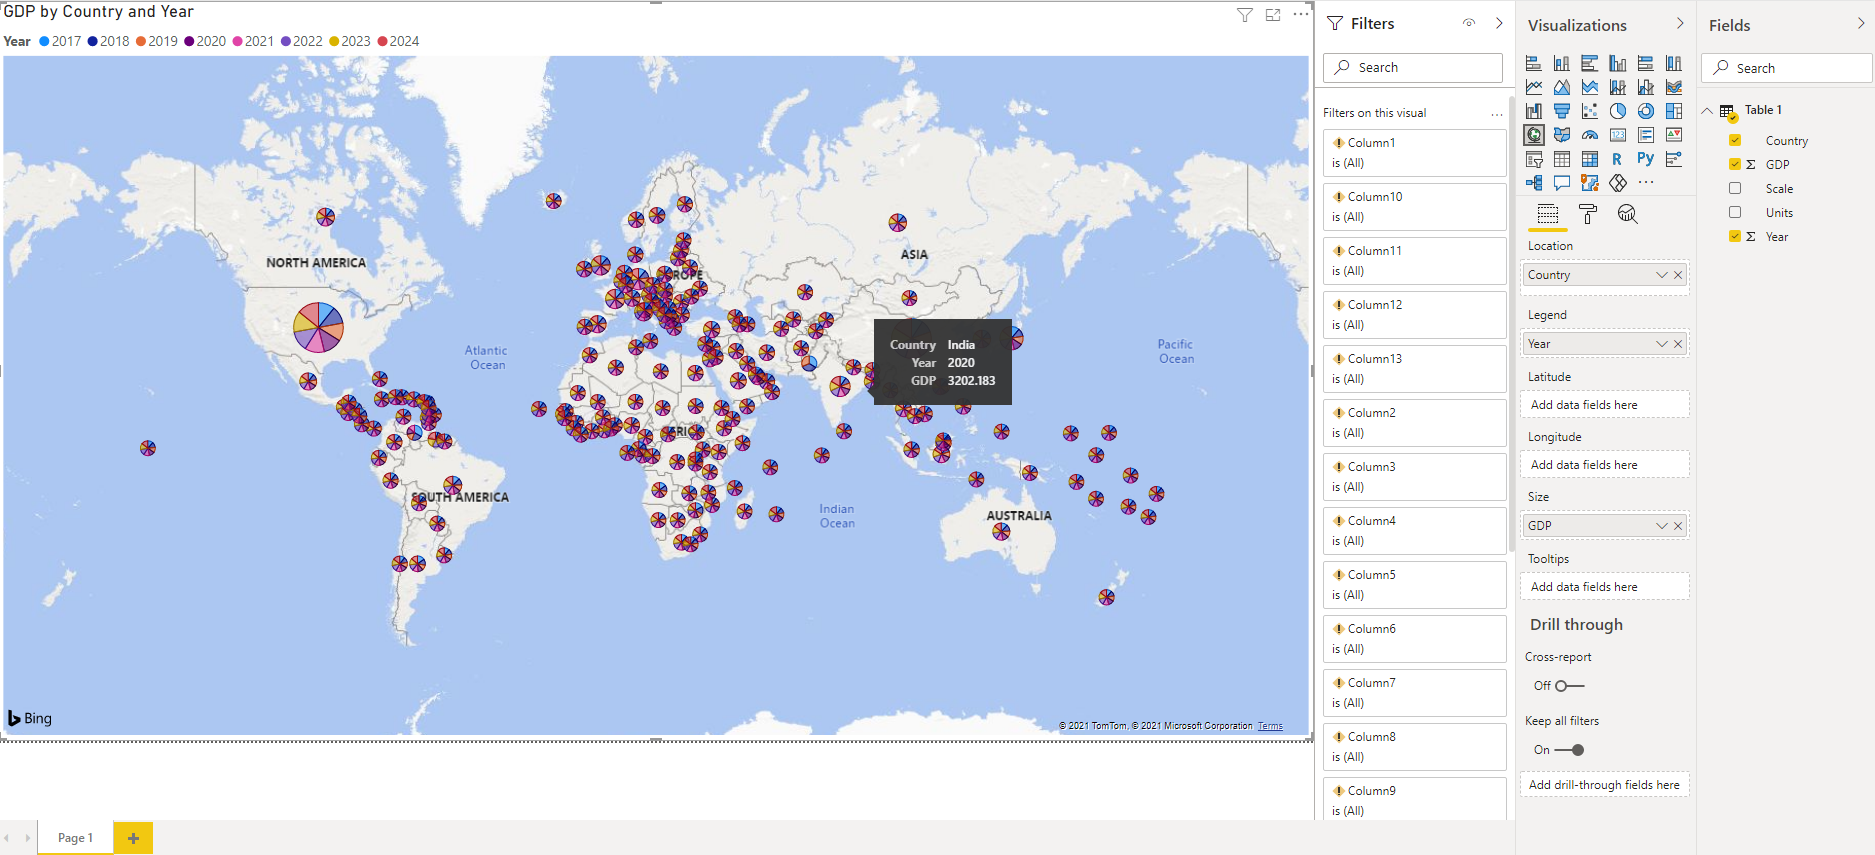 GDP by Country and Year
Year 2017 2018 2019 2020 2021 2022 2023 2024
NORTH AMERICA
ASIA
Atlantic
Ocean
Pacific
Ocean
SOUTH AMERICA
Indian
Ocean
AUSTRALIA
Country India
Year 2020
GDP 3202.183
Bing
© 2021 TomTom, © 2021 Microsoft Corporation Terms
Page 1
Filters
Search
Filters on this visual
Column1
is (All)
Column10
is (All)
Column11
is (All)
Column12
is (All)
Column13
is (All)
Column2
is (All)
Column3
is (All)
Column4
is (All)
Column5
is (All)
Column6
is (All)
Column7
is (All)
Column8
is (All)
Column9
is (All)
Visualizations
123
R Py
Location
Country
Legend
Year
Latitude
Add data fields here
Longitude
Add data fields here
Size
GDP
Tooltips
Add data fields here
Drill through
Cross-report
Off
Keep all filters
On
Add drill-through fields here
Fields
Search
Table 1
Country
Σ GDP
Scale
Units
Σ Year